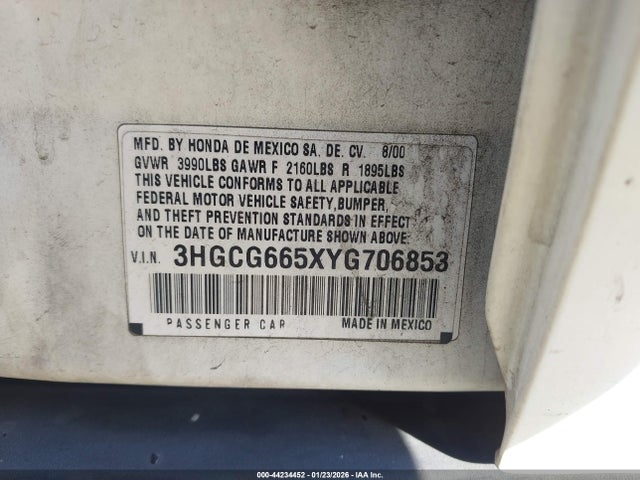 MFD. BY HONDA DE MEXICO SA. DE. CV. 8/00
GVWR 3990LBS GAWR F 2160LBS R 1895LBS
THIS VEHICLE CONFORMS TO ALL APPLICABLE
FEDERAL MOTOR VEHICLE SAFETY, BUMPER,
AND THEFT PREVENTION STANDARDS IN EFFECT
ON THE DATE OF MANUFACTURE SHOWN ABOVE.
V.I.N. 3HGCG665XYG706853
PASSENGER CAR MADE IN MEXICO
000-44234452 - 01/23/2026 - IAA Inc.